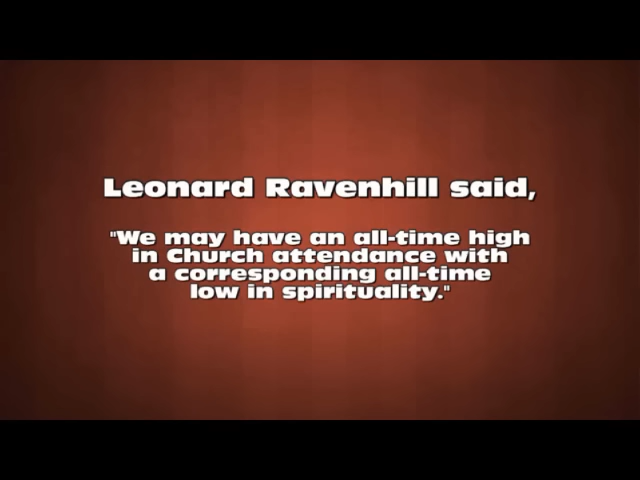 Leonard Ravenhill said,
"We may have an all-time high
in Church attendance with
a corresponding all-time
low in spirituality."